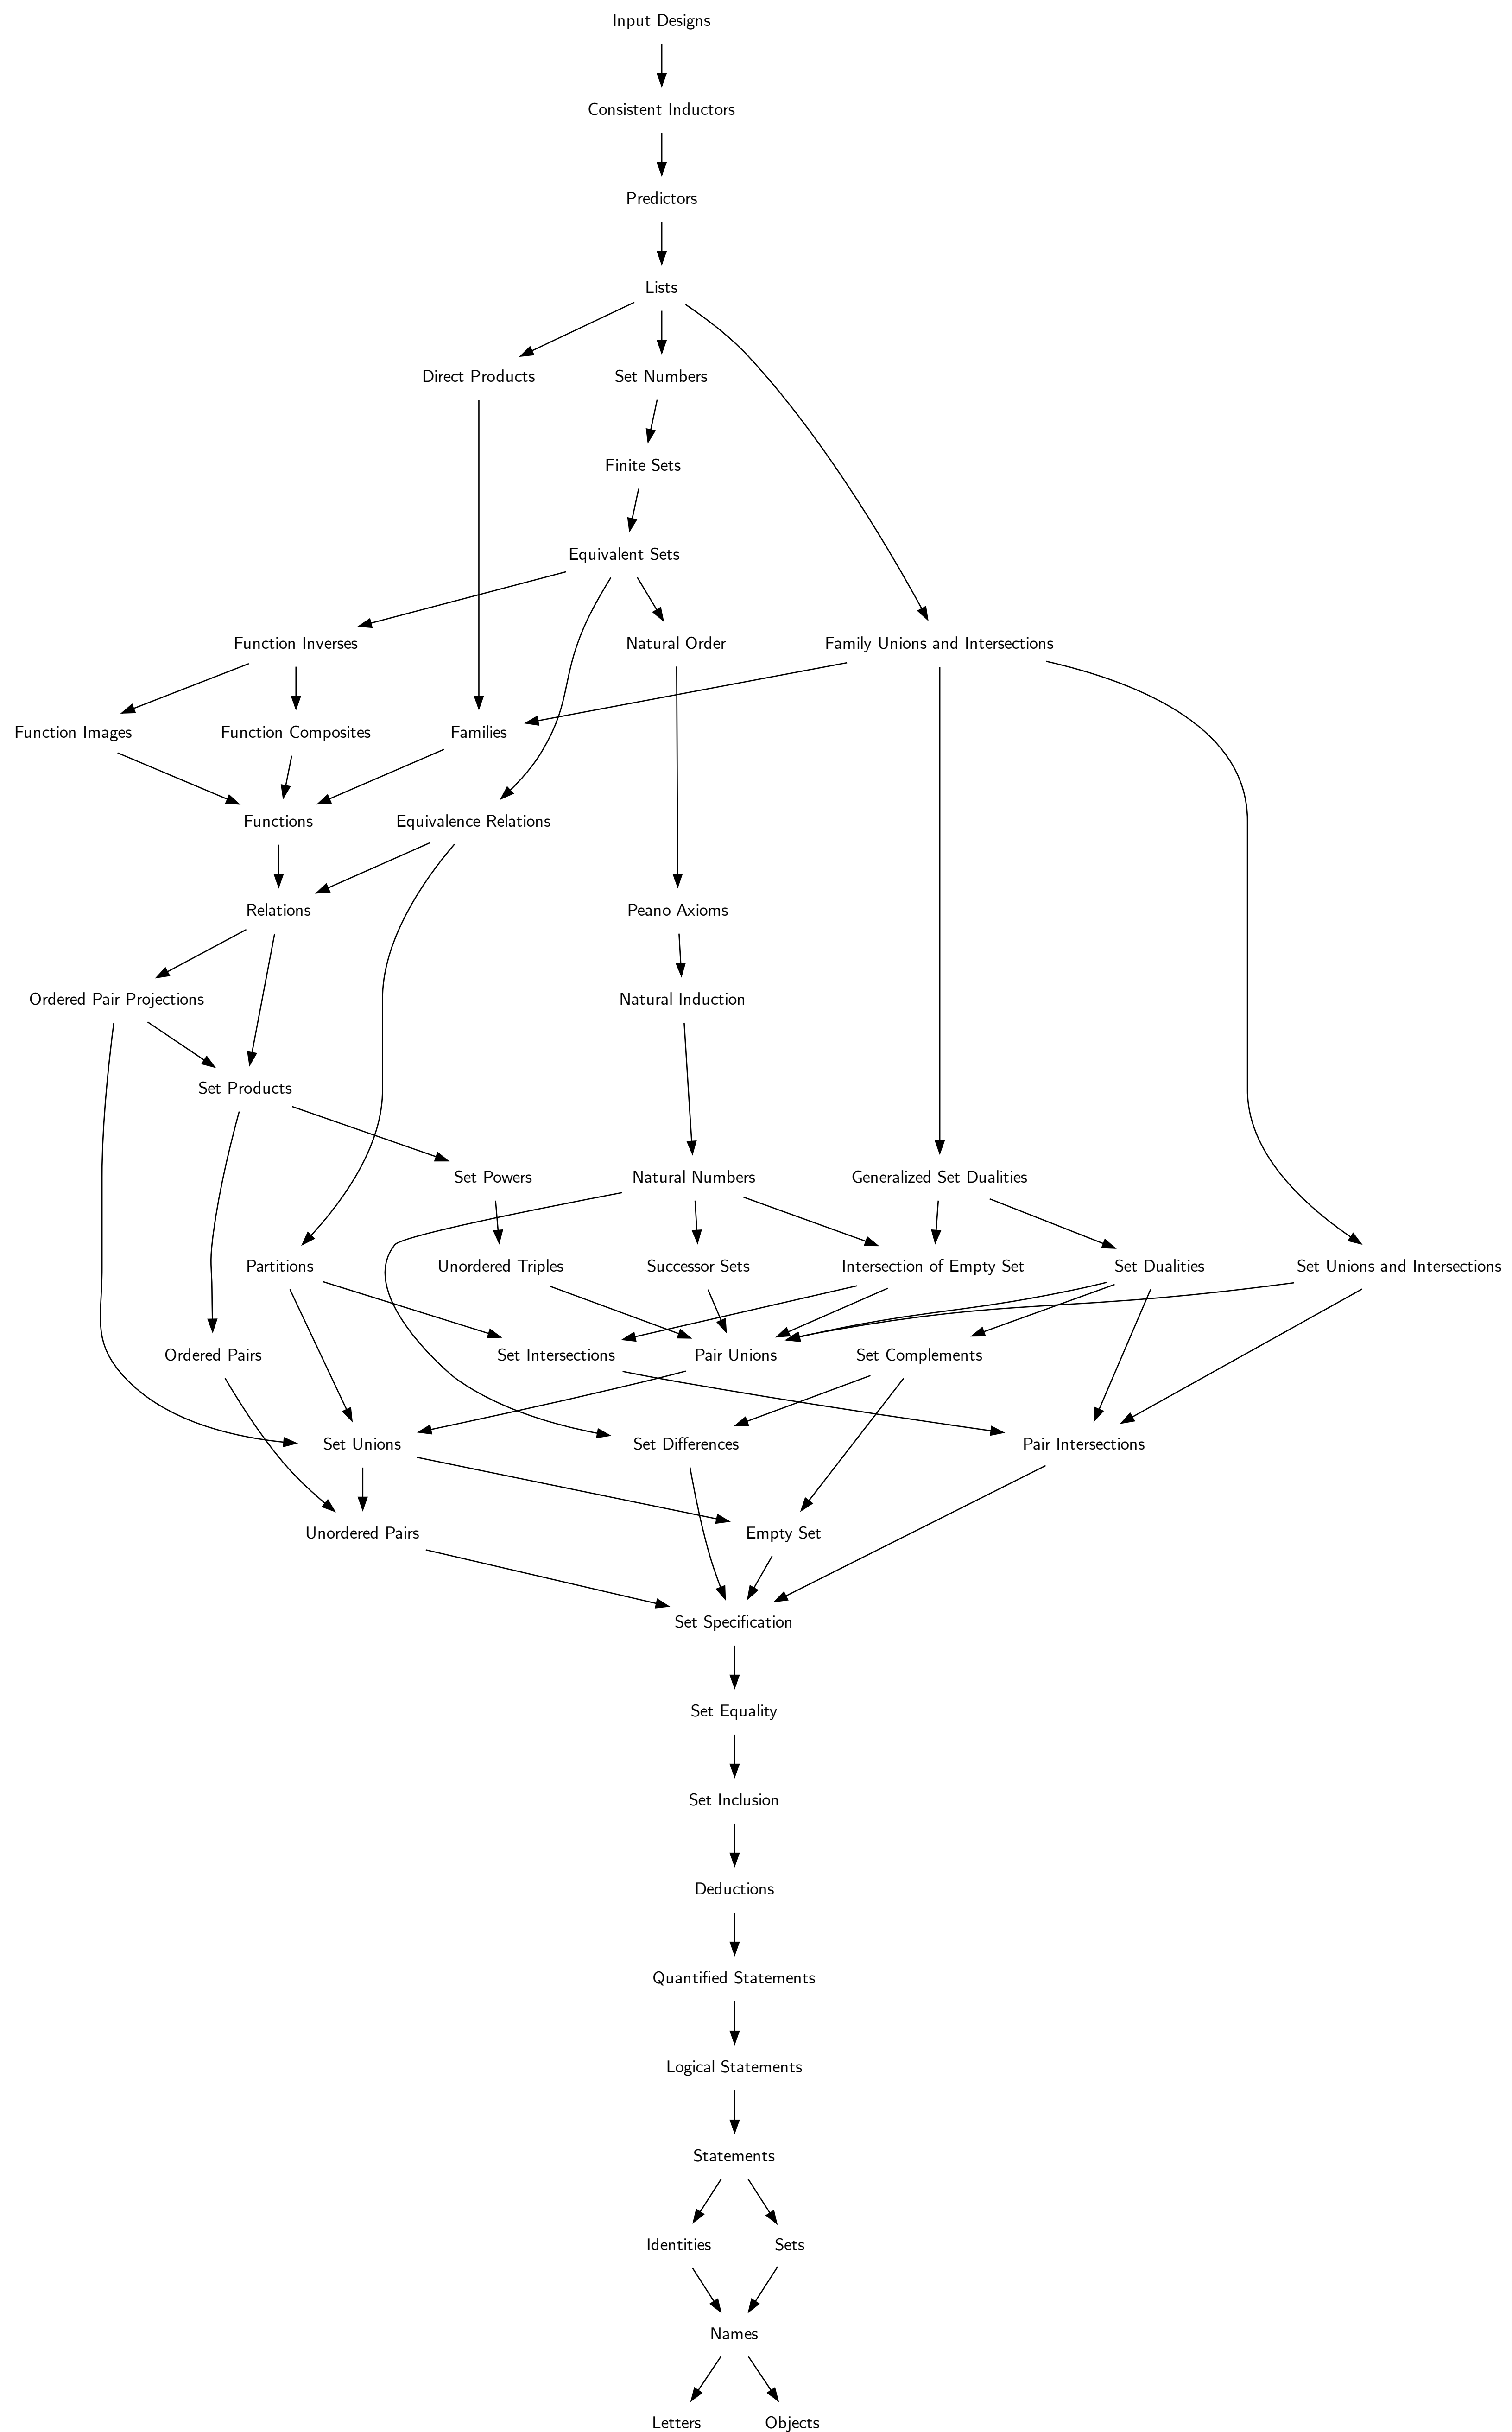 Input Designs
Consistent Inductors
Predictors
Lists
Direct Products
Set Numbers
Finite Sets
Equivalent Sets
Function Inverses
Natural Order
Family Unions and Intersections
Function Images
Function Composites
Families
Functions
Equivalence Relations
Relations
Peano Axioms
Ordered Pair Projections
Natural Induction
Set Products
Set Powers
Natural Numbers
Generalized Set Dualities
Partitions
Unordered Triples
Successor Sets
Intersection of Empty Set
Set Dualities
Set Unions and Intersections
Ordered Pairs
Set Intersections
Pair Unions
Set Complements
Set Unions
Set Differences
Pair Intersections
Unordered Pairs
Empty Set
Set Specification
Set Equality
Set Inclusion
Deductions
Quantified Statements
Logical Statements
Statements
Identities
Sets
Names
Letters
Objects